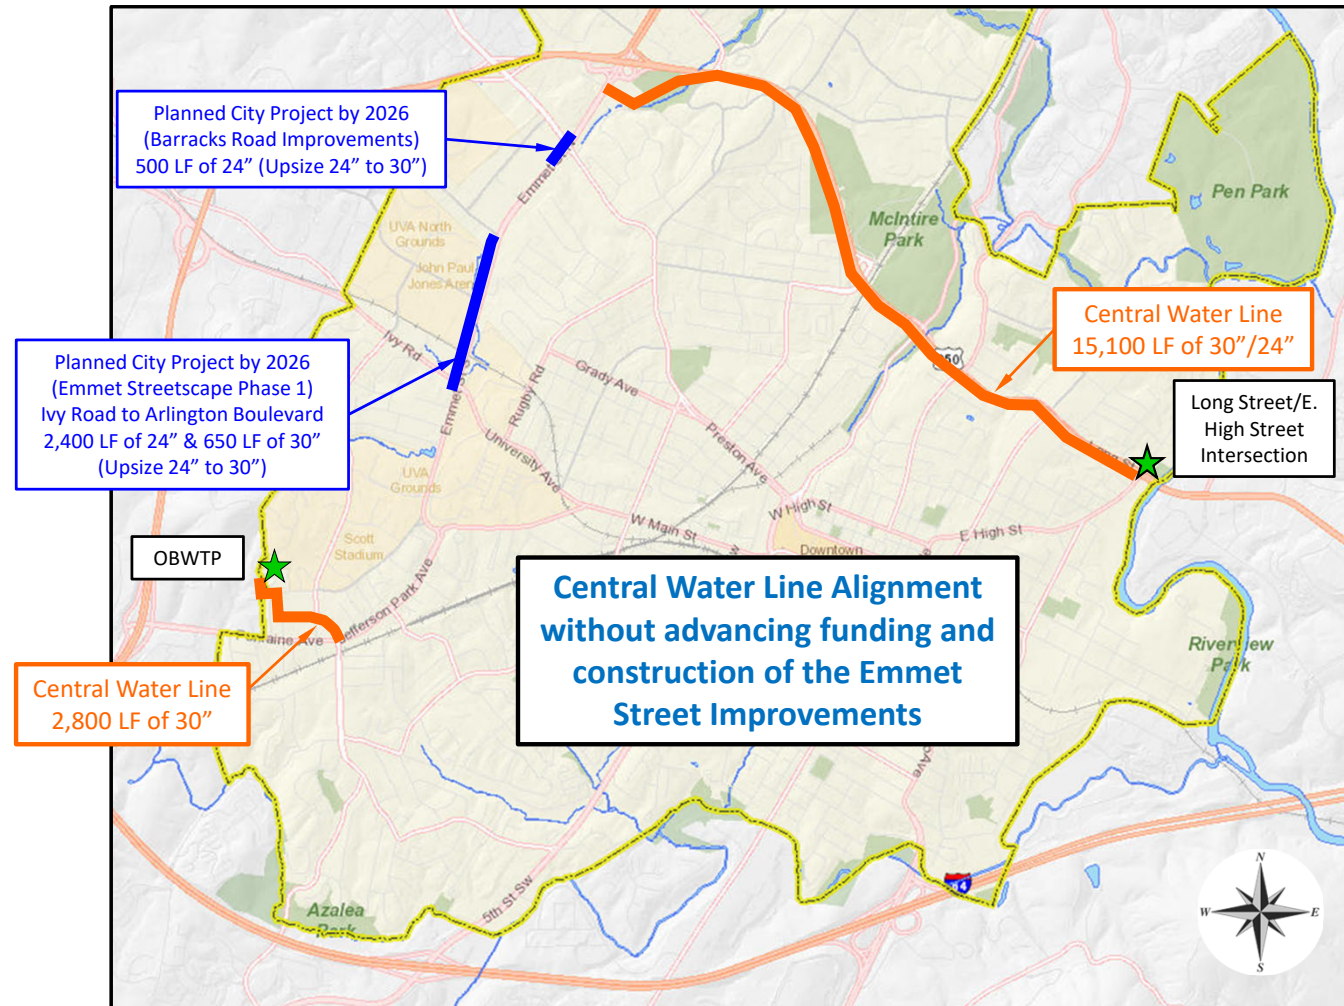 Planned City Project by 2026
(Barracks Road Improvements)
500 LF of 24” (Upsize 24” to 30”)
Pen Park
McIntire
Park
UVA North
Grounds
John Paul
Jones Aren
Central Water Line
15,100 LF of 30”/24”
Planned City Project by 2026
(Emmet Streetscape Phase 1)
Ivy Road to Arlington Boulevard
2,400 LF of 24” & 650 LF of 30”
(Upsize 24” to 30”)
Ivy Rd
Rugby Rd
Grady Ave
Preston Ave
University Ave
Long Street/E.
High Street
Intersection
UVA
Grounds
W High St
E High St
W Main St
Scott
Stadium
Downtown
OBWTP
Jefferson Park Ave
Central Water Line Alignment
without advancing funding and
construction of the Emmet
Street Improvements
Riverview
Park
Central Water Line
2,800 LF of 30”
5th St Sw
Azalea
Park
N
W
E
S